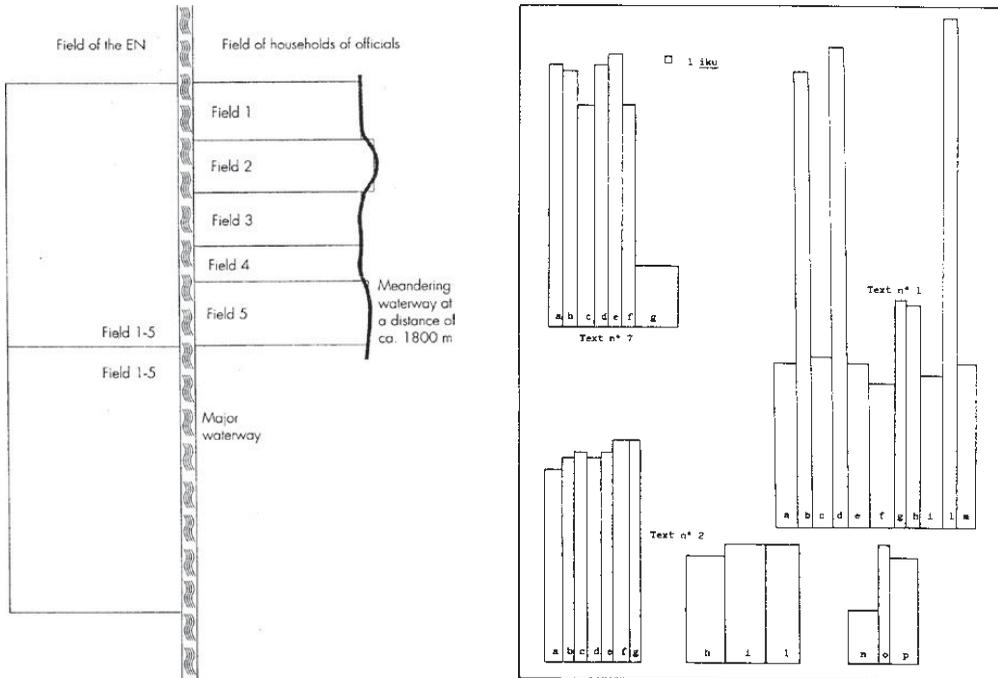 Field of the EN
Field of households of officials
Field 1
Field 2
Field 3
Field 4
Field 5
Meandering
waterway at
a distance of
ca. 1800 m
Field 1-5
Field 1-5
Major
waterway
1 iku
a b c d e f g
Text n° 7
Text n° 1
a b c d e f g h i l m
Text n° 2
a b c d e f g
h i l
n o p